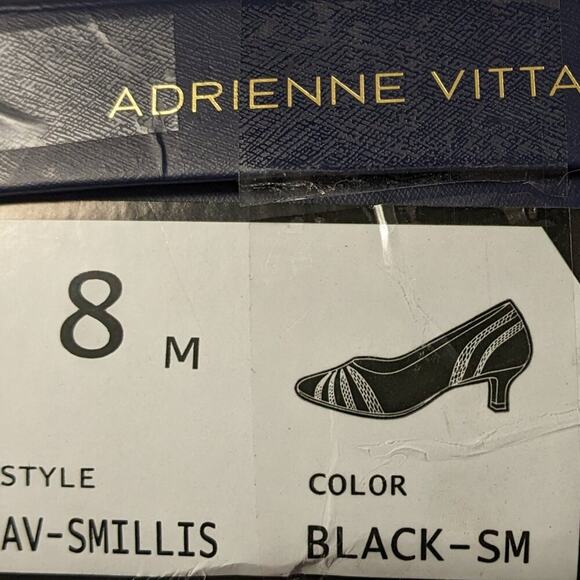 ADRIENNE VITTA
8 M
STYLE
AV-SMILLIS
COLOR
BLACK-SM